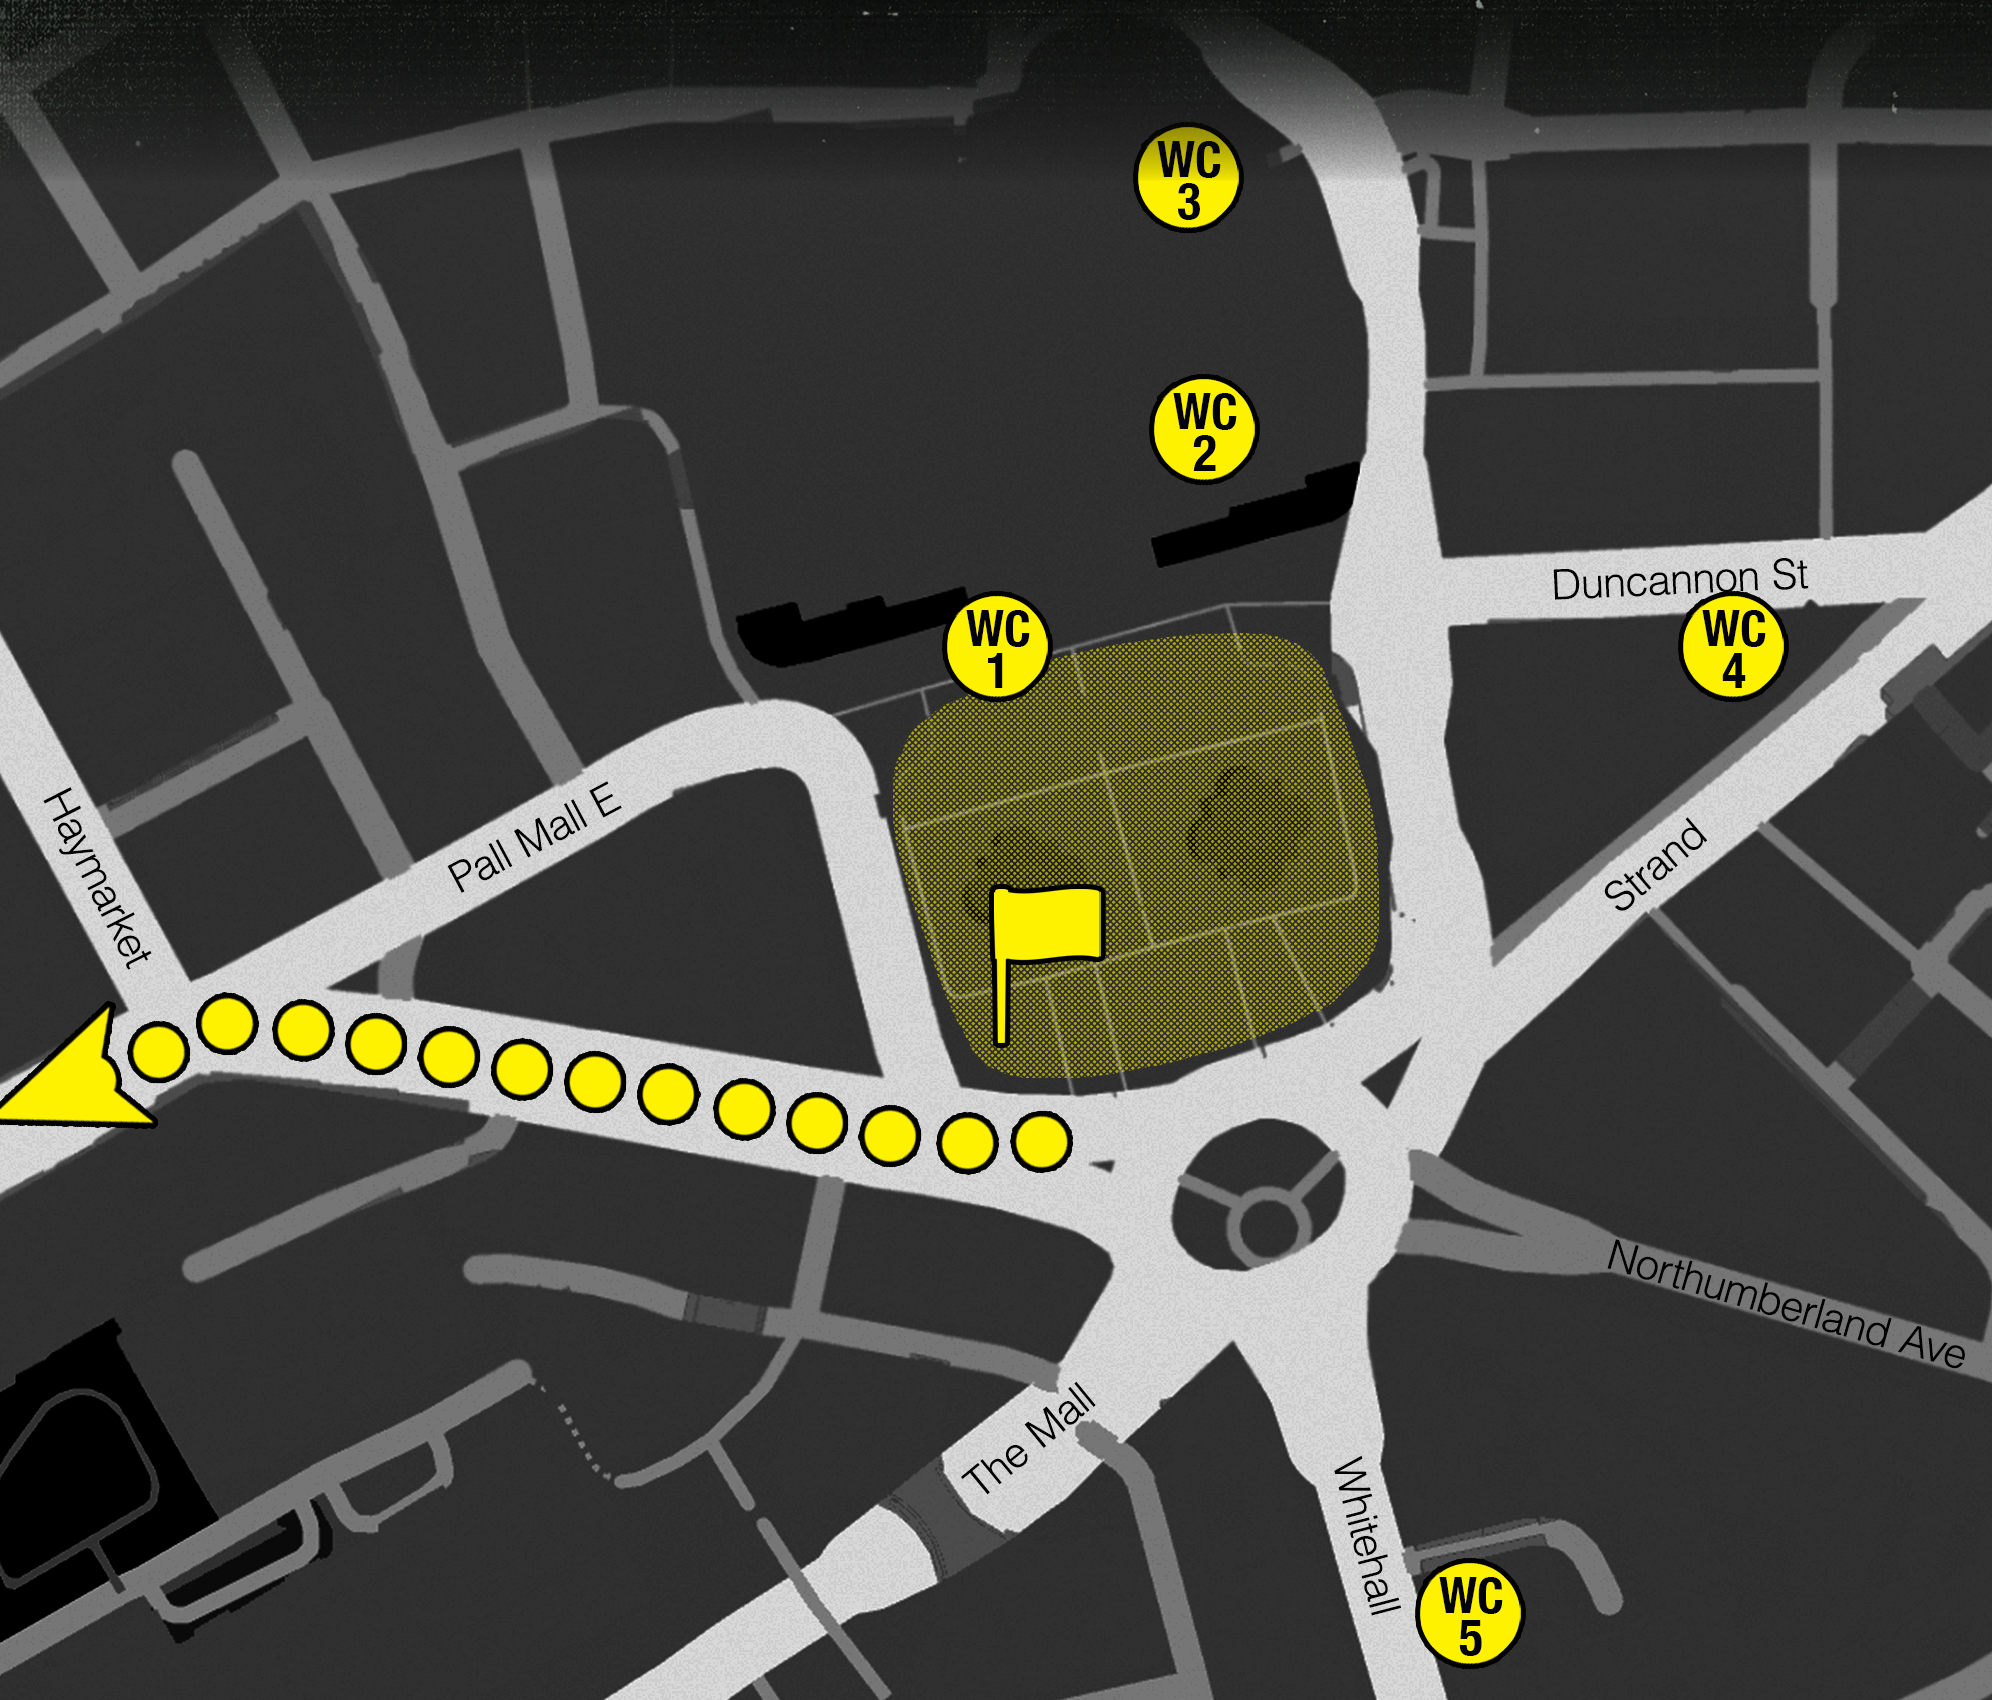 WC
3
WC
2
Duncannon St
WC
1
WC
4
Haymarket
Pall Mall E
Strand
Northumberland Ave
The Mall
Whitehall
WC
5